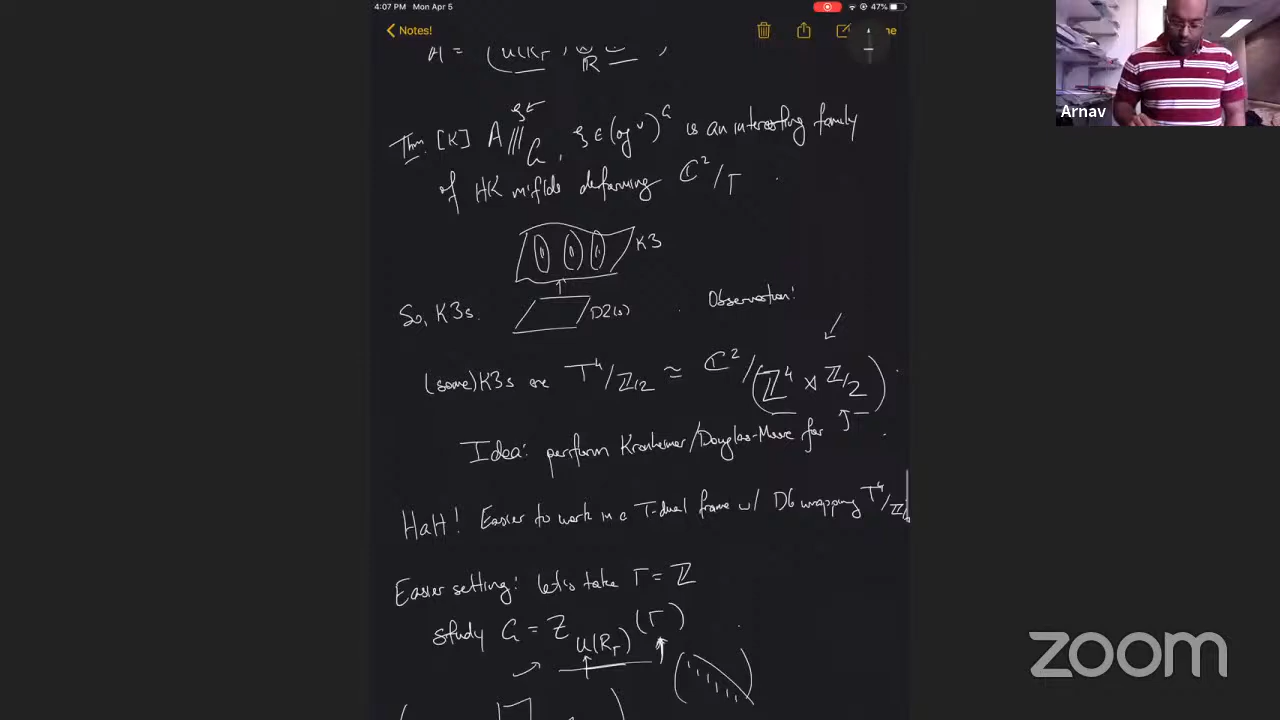 4:07 PM Mon Apr 5
47%
Notes!
A = (u(R_Γ) ⊗_ℝ
Arnav
Thm: [K] A///_G^ξ, ξ ∈ (𝔤^∨)^G is an interesting family
of HK mflds deforming ℂ²/Γ.
K3
So, K3s. D2(s) . Observation:
(some) K3s are T⁴/ℤ/2 ≃ ℂ²/(ℤ⁴ ⋊ ℤ/2).
Idea: perform Kronheimer/Douglas-Moore for J.
Halt! Easier to work in a T-dual frame w/ D6 wrapping T⁴/ℤ/2
Easier setting: let's take Γ = ℤ
study G = Z_{U(R_Γ)}(Γ)
zoom